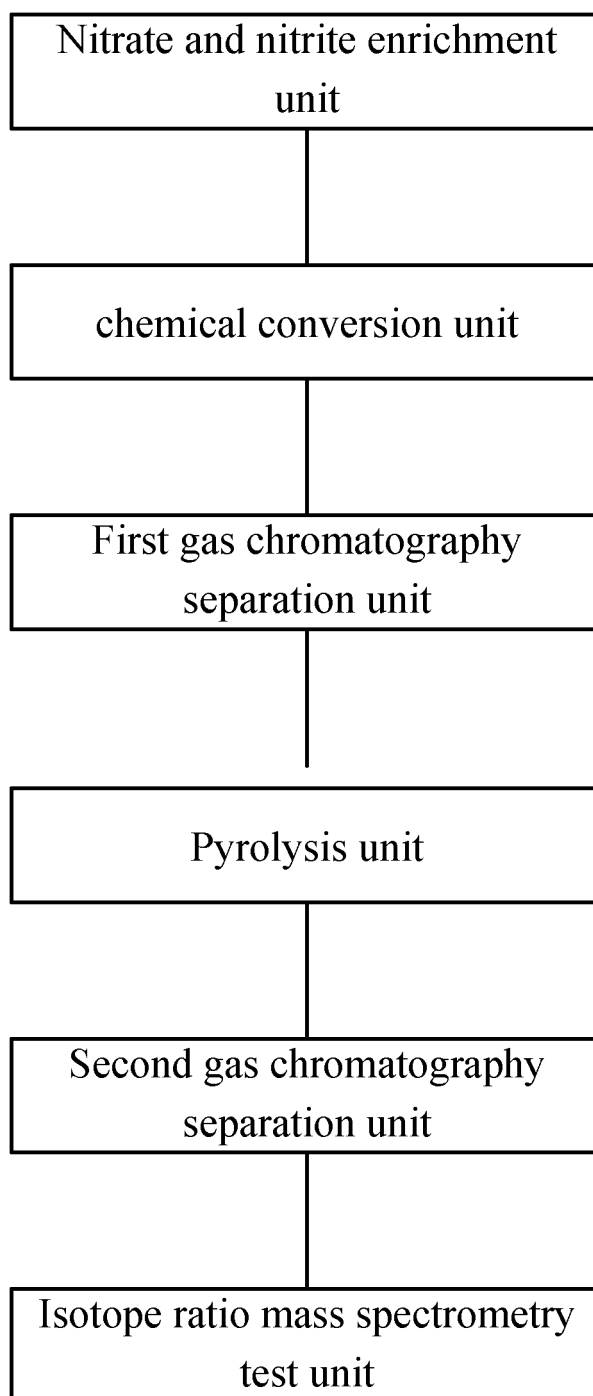 Nitrate and nitrite enrichment
unit
chemical conversion unit
First gas chromatography
separation unit
Pyrolysis unit
Second gas chromatography
separation unit
Isotope ratio mass spectrometry
test unit